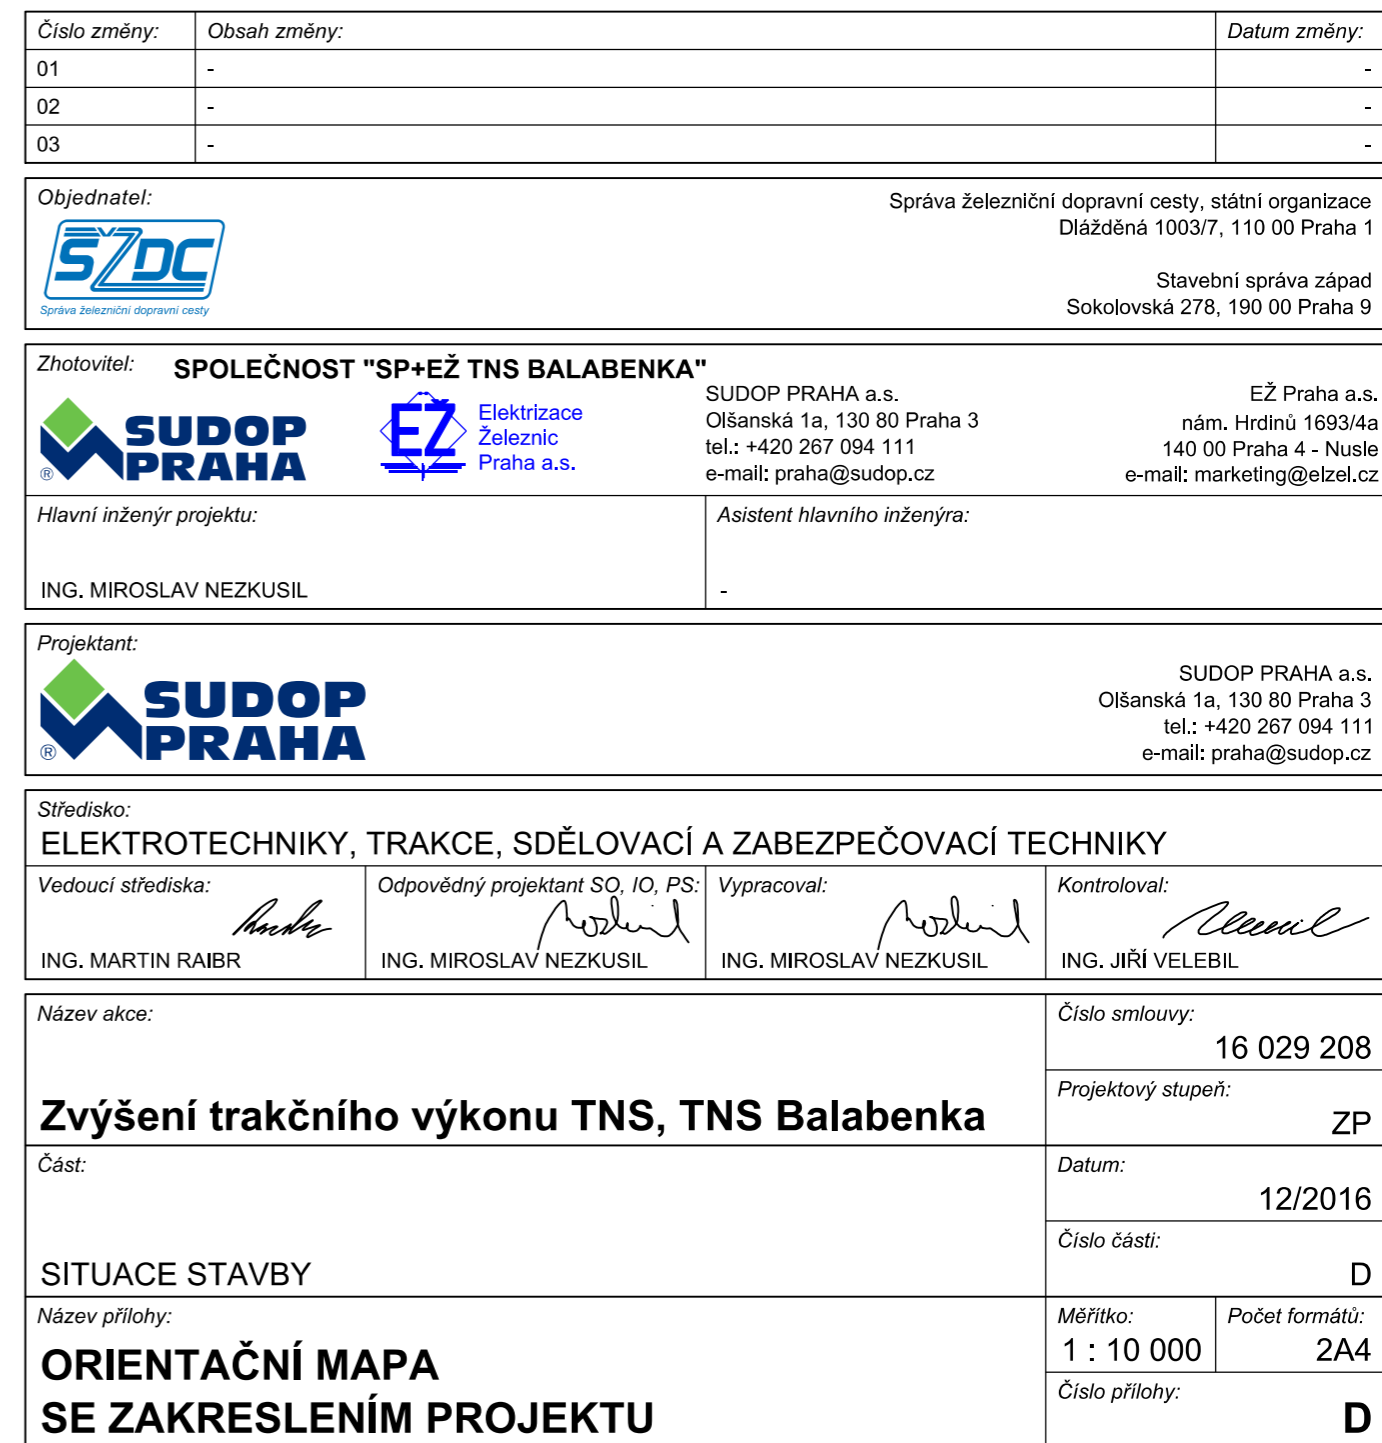 Číslo změny: Obsah změny: Datum změny:
01 - -
02 - -
03 - -
Objednatel:
SŽDC
Správa železniční dopravní cesty
Správa železniční dopravní cesty, státní organizace
Dlážděná 1003/7, 110 00 Praha 1
Stavební správa západ
Sokolovská 278, 190 00 Praha 9
Zhotovitel: SPOLEČNOST "SP+EŽ TNS BALABENKA"
SUDOP
PRAHA
®
EŽ
Elektrizace
Železnic
Praha a.s.
SUDOP PRAHA a.s.
Olšanská 1a, 130 80 Praha 3
tel.: +420 267 094 111
e-mail: praha@sudop.cz
EŽ Praha a.s.
nám. Hrdinů 1693/4a
140 00 Praha 4 - Nusle
e-mail: marketing@elzel.cz
Hlavní inženýr projektu:
ING. MIROSLAV NEZKUSIL
Asistent hlavního inženýra:
-
Projektant:
SUDOP
PRAHA
®
SUDOP PRAHA a.s.
Olšanská 1a, 130 80 Praha 3
tel.: +420 267 094 111
e-mail: praha@sudop.cz
Středisko:
ELEKTROTECHNIKY, TRAKCE, SDĚLOVACÍ A ZABEZPEČOVACÍ TECHNIKY
Vedoucí střediska:
ING. MARTIN RAIBR
Odpovědný projektant SO, IO, PS:
ING. MIROSLAV NEZKUSIL
Vypracoval:
ING. MIROSLAV NEZKUSIL
Kontroloval:
ING. JIŘÍ VELEBIL
Název akce:
Zvýšení trakčního výkonu TNS, TNS Balabenka
Číslo smlouvy:
16 029 208
Projektový stupeň:
ZP
Část:
SITUACE STAVBY
Datum:
12/2016
Číslo části:
D
Název přílohy:
ORIENTAČNÍ MAPA
SE ZAKRESLENÍM PROJEKTU
Měřítko:
1 : 10 000
Počet formátů:
2A4
Číslo přílohy:
D